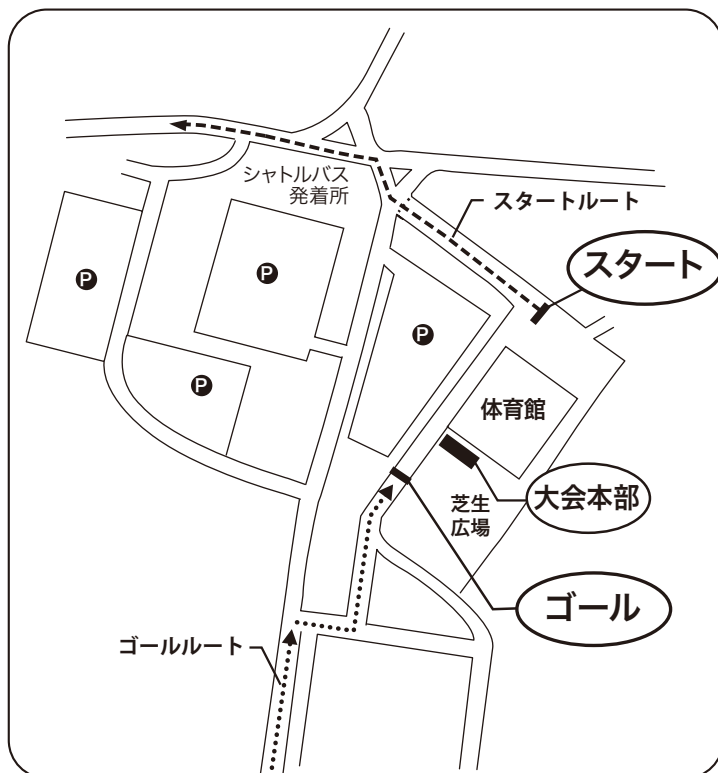 シャトルバス
発着所
スタートルート
スタート
P
P
P
P
体育館
大会本部
芝生
広場
ゴール
ゴールルート